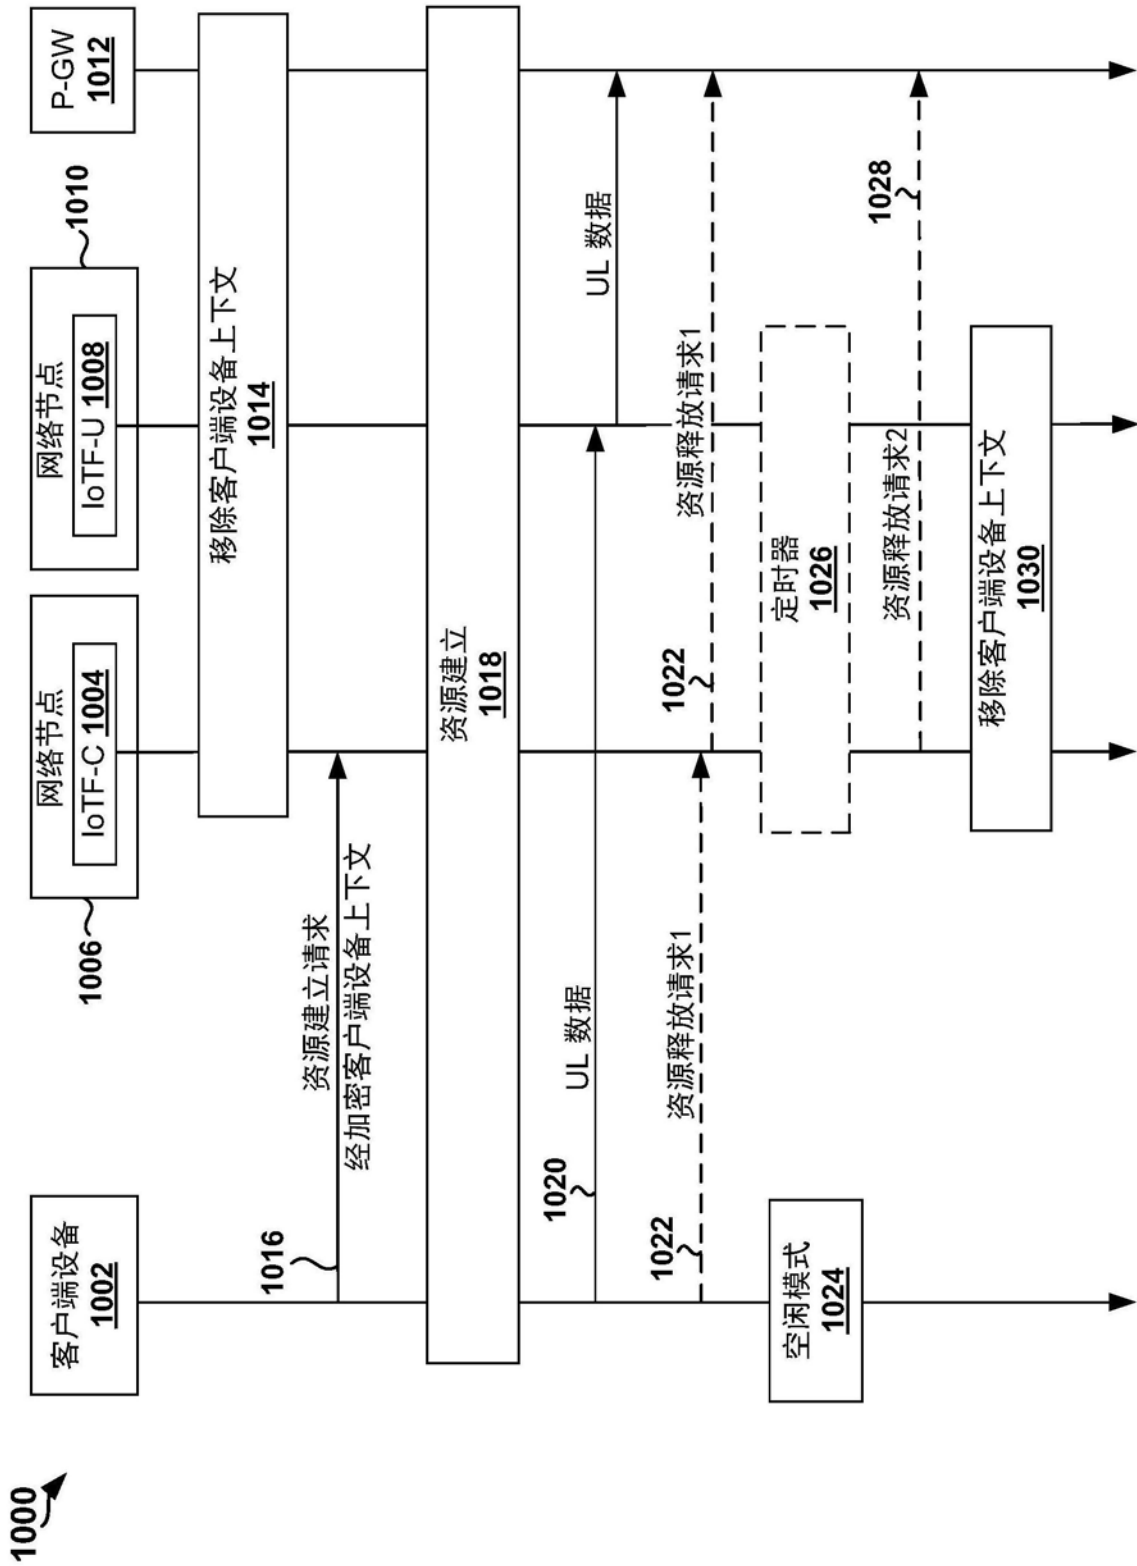 1000
客户端设备
1002
1006
网络节点
IoTF-C 1004
网络节点
IoTF-U 1008
1010
P-GW
1012
移除客户端设备上下文
1014
1016
资源建立请求
经加密客户端设备上下文
资源建立
1018
1020
UL 数据
UL 数据
1022
资源释放请求1
1022
资源释放请求1
空闲模式
1024
定时器
1026
资源释放请求2
1028
移除客户端设备上下文
1030